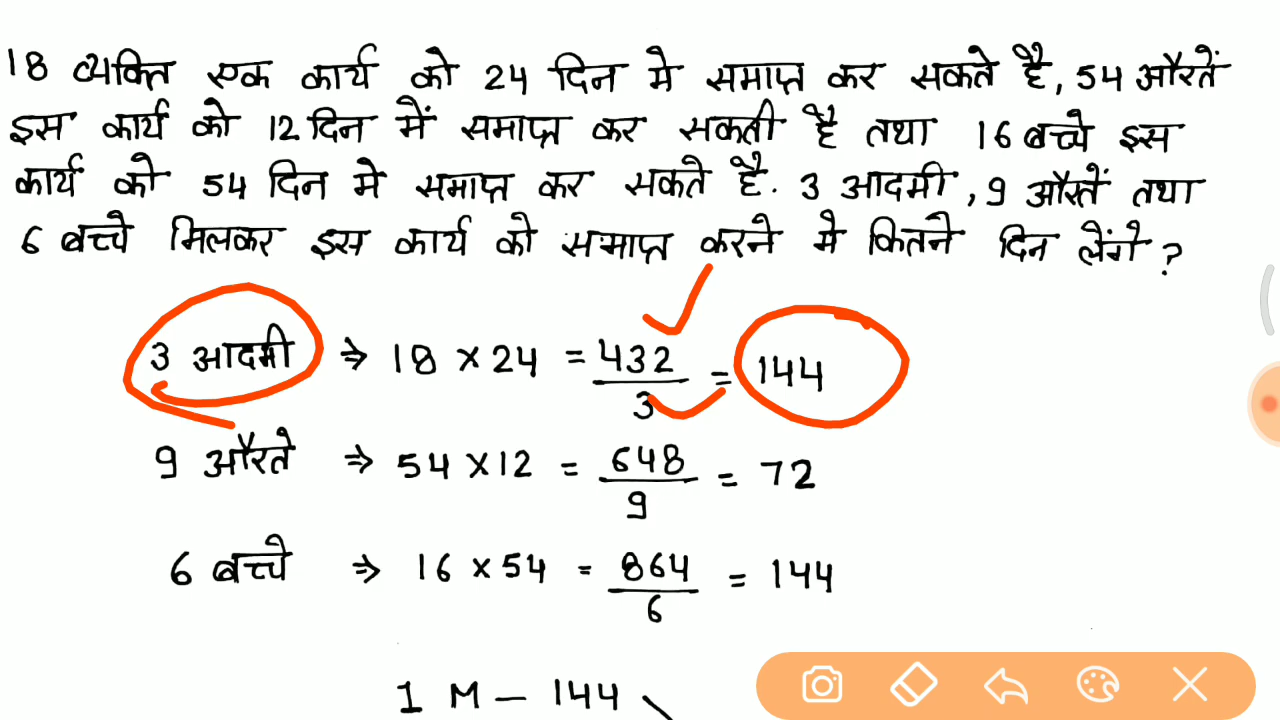 18 व्यक्ति एक कार्य को 24 दिन मे समाप्त कर सकते है, 54 औरतें
इस कार्य को 12 दिन में समाप्त कर सकती है तथा 16 बच्चे इस
कार्य को 54 दिन मे समाप्त कर सकते है. 3 आदमी, 9 औरतें तथा
6 बच्चे मिलकर इस कार्य को समाप्त करने मे कितने दिन लेंगे ?
3 आदमी ⇒ 18 × 24 = 432/3 = 144
9 औरते ⇒ 54 × 12 = 648/9 = 72
6 बच्चे ⇒ 16 × 54 = 864/6 = 144
1 M – 144